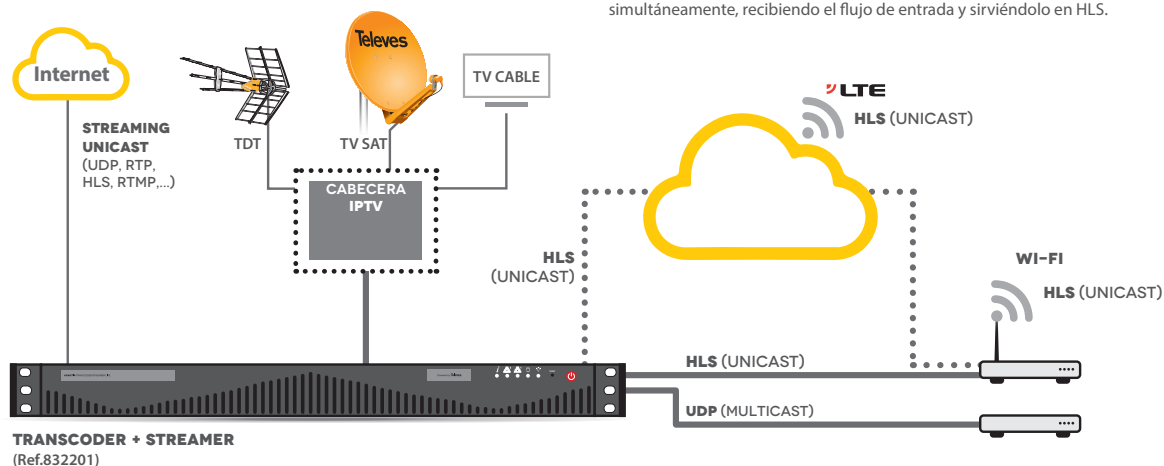 simultáneamente, recibiendo el flujo de entrada y sirviéndolo en HLS.
Internet
STREAMING
UNICAST
(UDP, RTP,
HLS, RTMP,...)
TDT
Televes
TV SAT
TV CABLE
CABECERA
IPTV
LTE
HLS (UNICAST)
HLS
(UNICAST)
WI-FI
HLS (UNICAST)
HLS (UNICAST)
UDP (MULTICAST)
TRANSCODER + STREAMER
(Ref.832201)